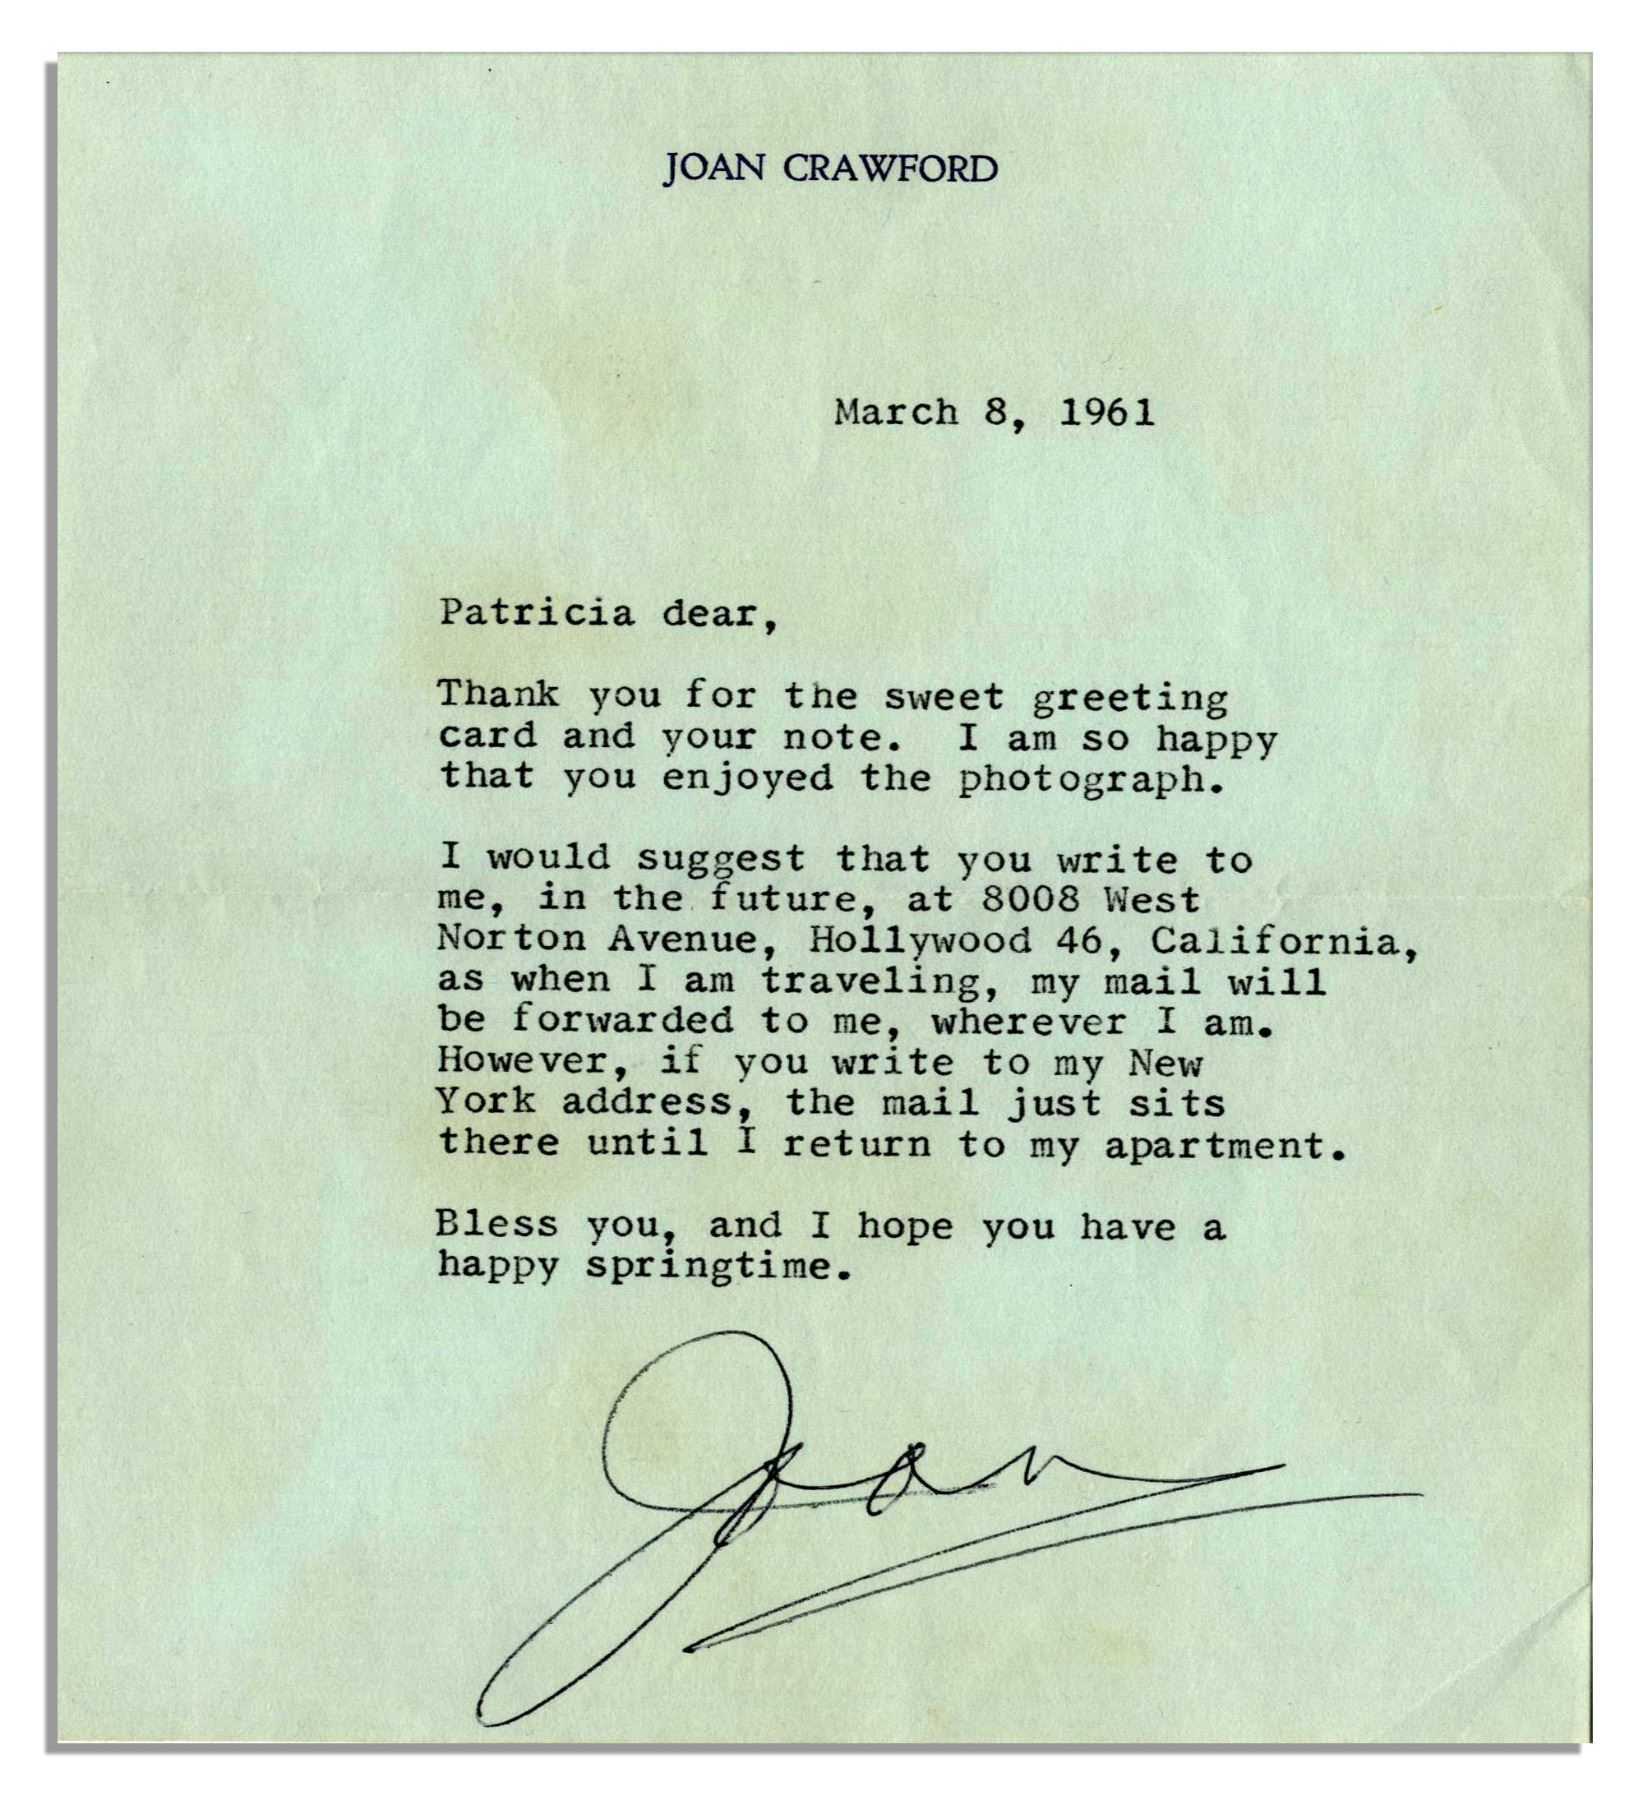 JOAN CRAWFORD
March 8, 1961
Patricia dear,
Thank you for the sweet greeting
card and your note.  I am so happy
that you enjoyed the photograph.
I would suggest that you write to
me, in the future, at 8008 West
Norton Avenue, Hollywood 46, California,
as when I am traveling, my mail will
be forwarded to me, wherever I am.
However, if you write to my New
York address, the mail just sits
there until I return to my apartment.
Bless you, and I hope you have a
happy springtime.
Joan